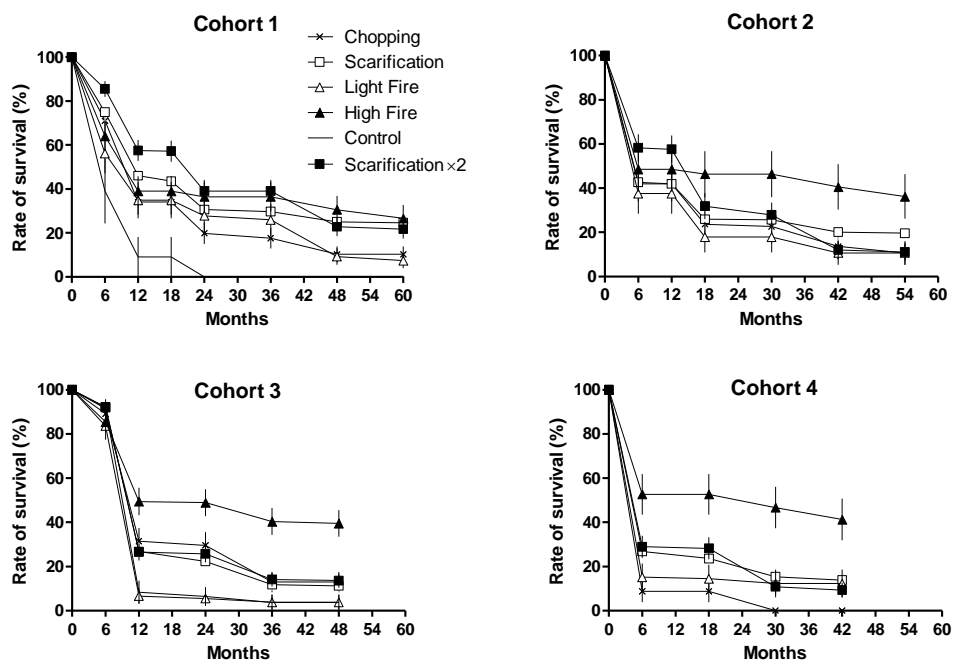 Cohort 1
Chopping
Scarification
Light Fire
High Fire
Control
Scarification×2
Rate of survival (%)
100
80
60
40
20
0
0 6 12 18 24 30 36 42 48 54 60
Months
Cohort 2
Rate of survival (%)
100
80
60
40
20
0
0 6 12 18 24 30 36 42 48 54 60
Months
Cohort 3
Rate of survival (%)
100
80
60
40
20
0
0 6 12 18 24 30 36 42 48 54 60
Months
Cohort 4
Rate of survival (%)
100
80
60
40
20
0
0 6 12 18 24 30 36 42 48 54 60
Months